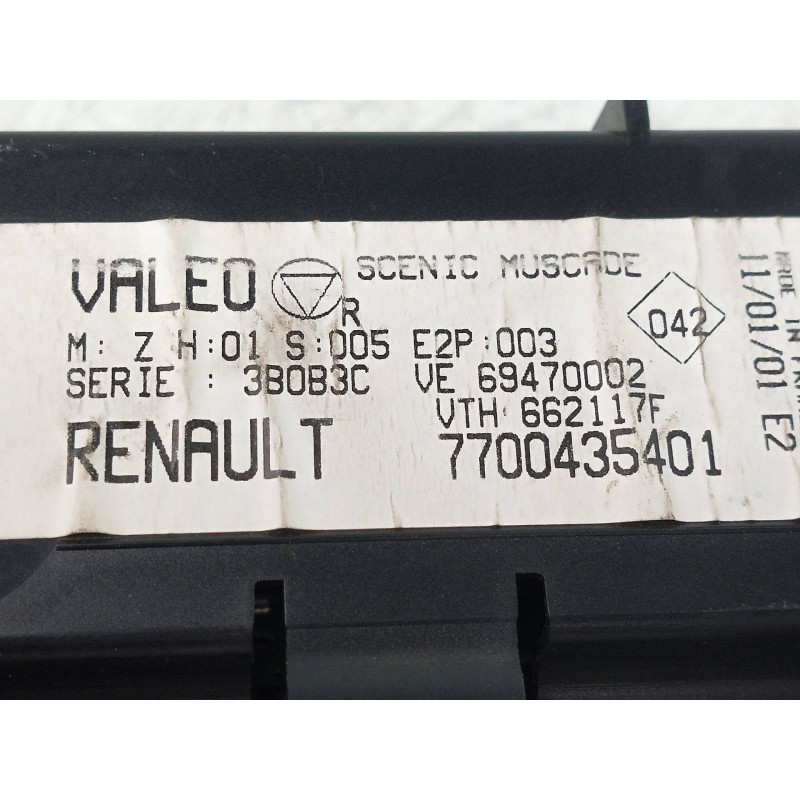 VALEO R SCENIC MUSCADE
042
M: Z H:01 S:005 E2P:003
SERIE : 3B0B3C VE 69470002
VTH 662117F
RENAULT 7700435401
IN
11/01/01 E2